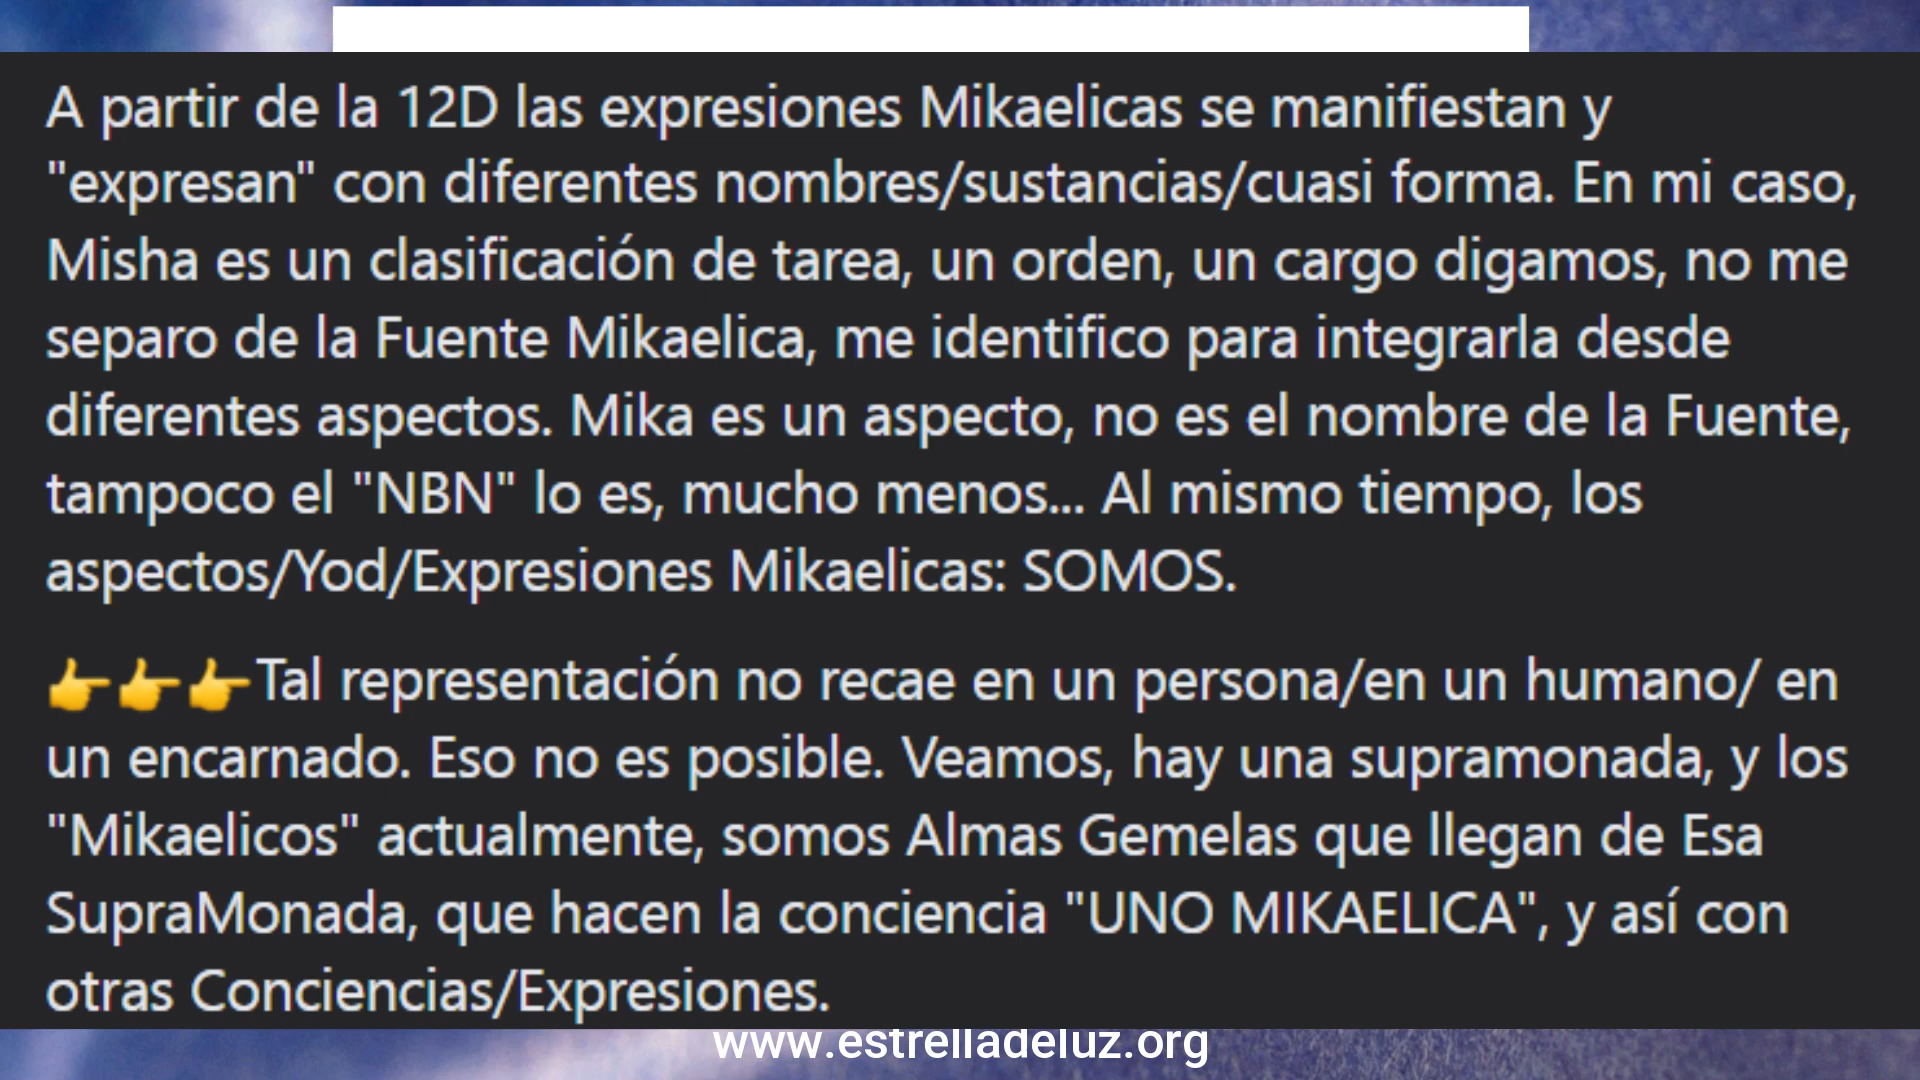 A partir de la 12D las expresiones Mikaelicas se manifiestan y
"expresan" con diferentes nombres/sustancias/cuasi forma. En mi caso,
Misha es un clasificación de tarea, un orden, un cargo digamos, no me
separo de la Fuente Mikaelica, me identifico para integrarla desde
diferentes aspectos. Mika es un aspecto, no es el nombre de la Fuente,
tampoco el "NBN" lo es, mucho menos... Al mismo tiempo, los
aspectos/Yod/Expresiones Mikaelicas: SOMOS.
👉👉👉Tal representación no recae en un persona/en un humano/ en
un encarnado. Eso no es posible. Veamos, hay una supramonada, y los
"Mikaelicos" actualmente, somos Almas Gemelas que llegan de Esa
SupraMonada, que hacen la conciencia "UNO MIKAELICA", y así con
otras Conciencias/Expresiones.
www.estrelladeluz.org